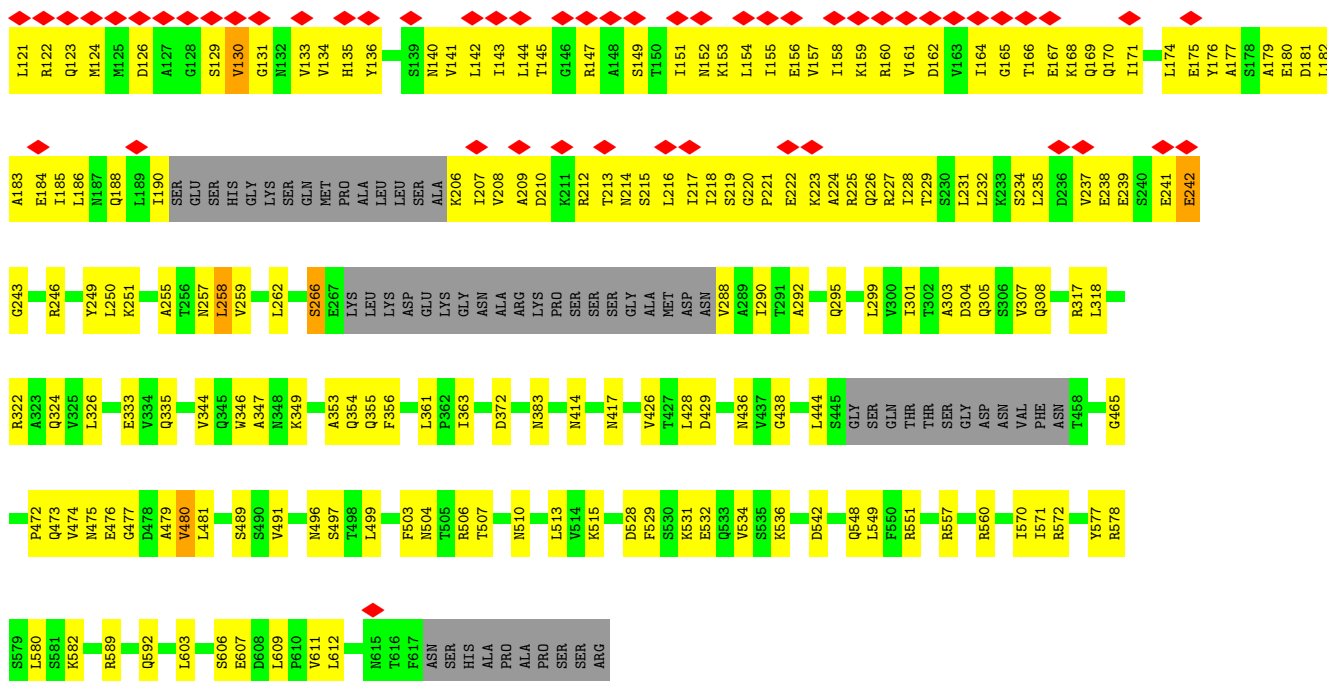 L121 R122 Q123 M124 M125 D126 A127 G128 S129 V130 G131 N132 V133 V134 H135 Y136 S139 N140 V141 L142 I143 L144 T145 G146 R147 A148 S149 T150 I151 N152 K153 L154 I155 E156 V157 I158 K159 R160 V161 D162 V163 I164 G165 T166 E167 K168 Q169 Q170 I171 L174 E175 Y176 A177 S178 A179 E180 D181 L182
A183 E184 I185 L186 N187 Q188 L189 I190 SER GLU SER HIS GLY LYS SER GLN MET PRO ALA LEU LEU SER ALA K206 I207 V208 A209 D210 K211 R212 T213 N214 S215 L216 I217 I218 S219 G220 P221 E222 K223 A224 R225 Q226 R227 I228 T229 S230 L231 L232 K233 S234 L235 D236 V237 E238 E239 S240 E241 E242
G243 R246 Y249 L250 K251 A255 T256 N257 L258 V259 L262 S266 E267 LYS LEU LYS ASP GLU LYS GLY ASN ALA ARG LYS PRO SER SER SER GLY ALA MET ASP ASN V288 A289 I290 T291 A292 Q295 L299 V300 I301 T302 A303 D304 Q305 S306 V307 Q308 R317 L318
R322 A323 Q324 V325 L326 E333 V334 Q335 V344 Q345 W346 A347 N348 K349 A353 Q354 Q355 F356 L361 P362 I363 D372 N383 N414 N417 V426 T427 L428 D429 N436 V437 G438 L444 S445 GLY SER GLN THR THR SER GLY ASP ASN VAL PHE ASN T458 G465
P472 Q473 V474 N475 E476 G477 D478 A479 V480 L481 S489 S490 V491 N496 S497 T498 L499 F503 N504 T505 R506 T507 N510 L513 V514 K515 D528 F529 S530 K531 E532 Q533 V534 S535 K536 D542 Q548 L549 F550 R551 R557 R560 I570 I571 R572 Y577 R578
S579 L580 S581 K582 R589 Q592 L603 S606 E607 D608 L609 P610 V611 L612 N615 T616 F617 ASN SER HIS ALA PRO ALA PRO SER SER ARG